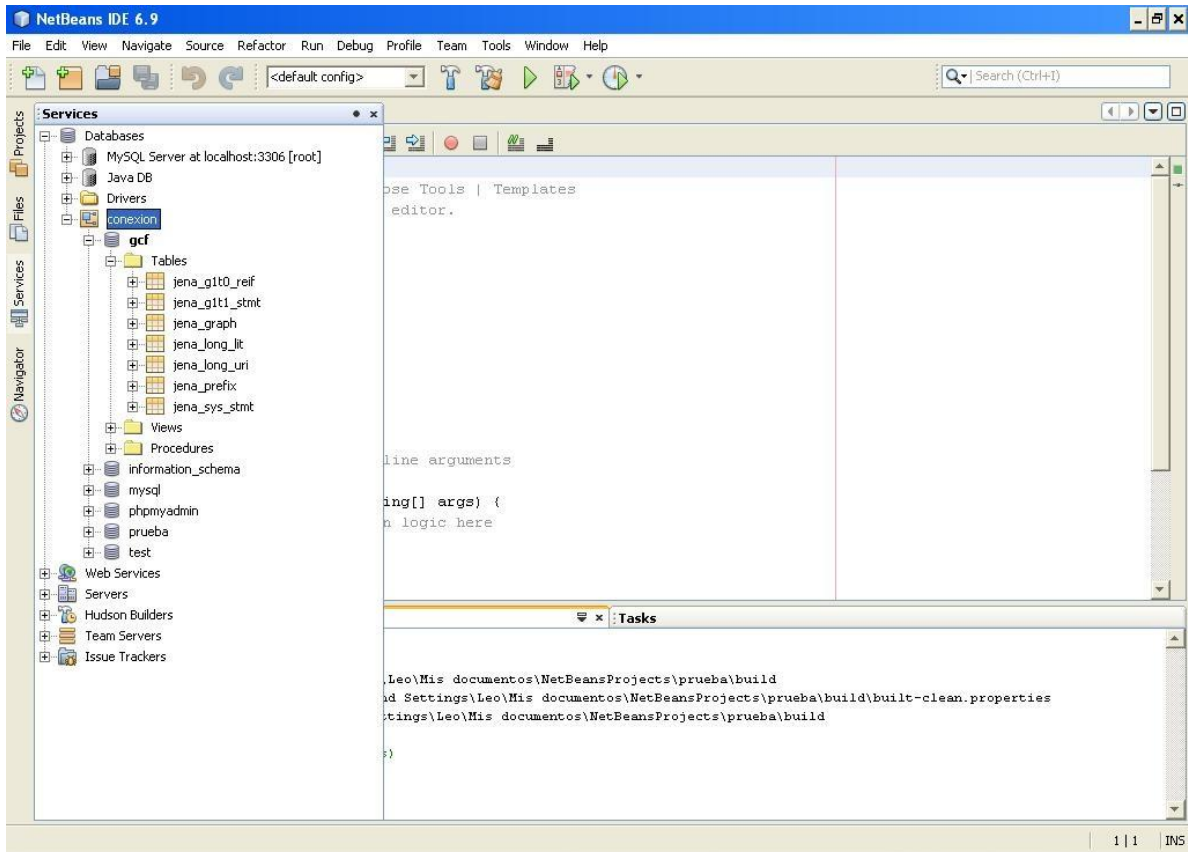 NetBeans IDE 6.9
File Edit View Navigate Source Refactor Run Debug Profile Team Tools Window Help
<default config>
Search (Ctrl+I)
Projects
Files
Services
Navigator
Services
Databases
MySQL Server at localhost:3306 [root]
Java DB
Drivers
conexion
gcf
Tables
jena_g1t0_reif
jena_g1t1_stmt
jena_graph
jena_long_lit
jena_long_uri
jena_prefix
jena_sys_stmt
Views
Procedures
information_schema
mysql
phpmyadmin
prueba
test
Web Services
Servers
Hudson Builders
Team Servers
Issue Trackers
ose Tools | Templates
editor.
line arguments
ing[] args) {
n logic here
Tasks
Leo\Mis documentos\NetBeansProjects\prueba\build
d Settings\Leo\Mis documentos\NetBeansProjects\prueba\build\built-clean.properties
tings\Leo\Mis documentos\NetBeansProjects\prueba\build
s)
1 | 1 INS